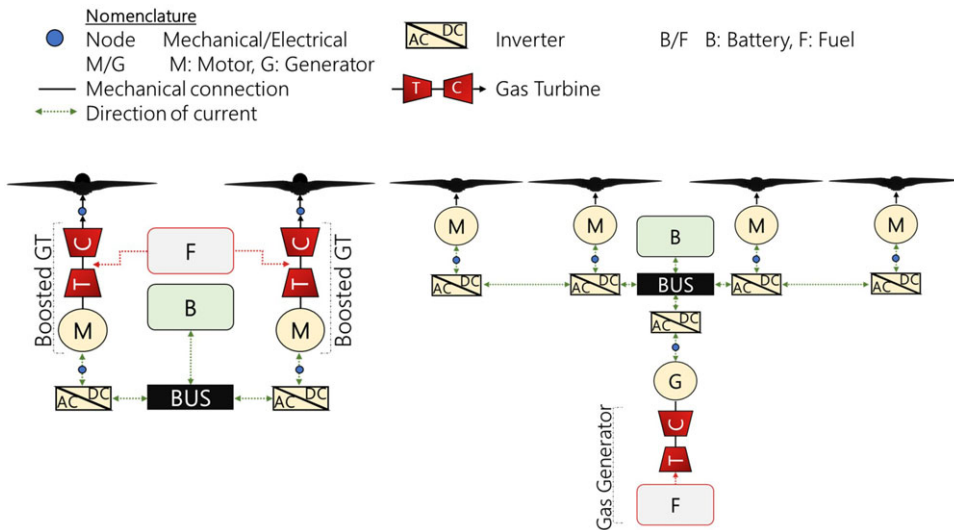 Nomenclature
Node Mechanical/Electrical
M/G M: Motor, G: Generator
Mechanical connection
Direction of current
AC DC Inverter
T C Gas Turbine
B/F B: Battery, F: Fuel
Boosted GT
C
T
M
F
B
C
T
M
Boosted GT
AC DC
BUS
AC DC
M
M
B
M
M
AC DC
AC DC
BUS
AC DC
AC DC
AC DC
G
Gas Generator
C
T
F